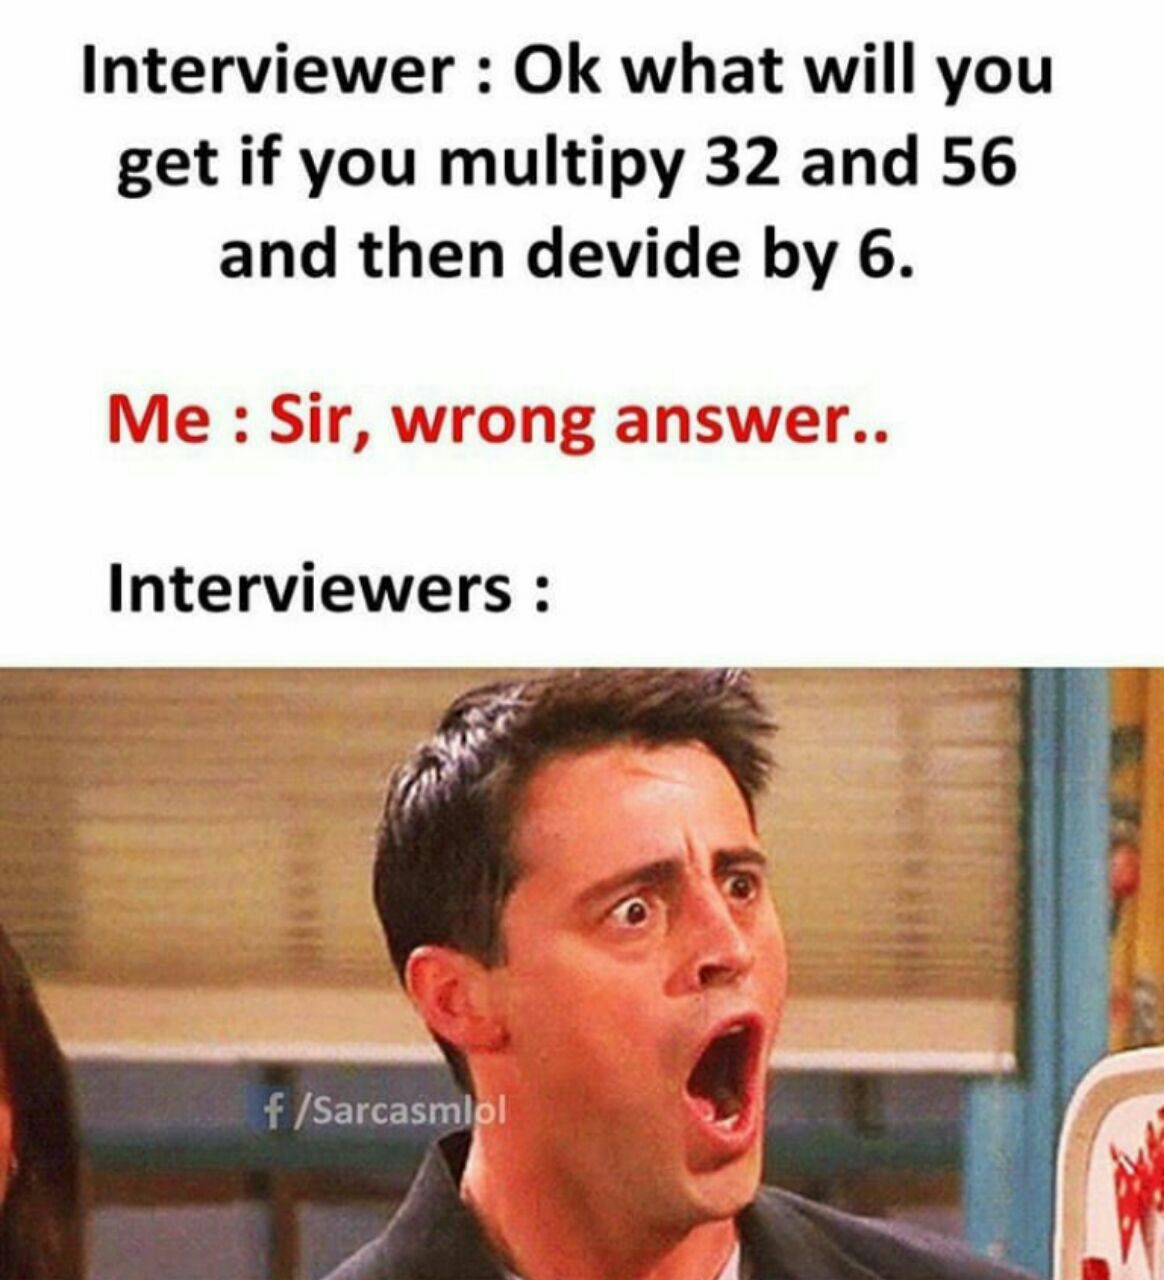 Interviewer : Ok what will you
get if you multipy 32 and 56
and then devide by 6.
Me : Sir, wrong answer..
Interviewers :
f /Sarcasmlol